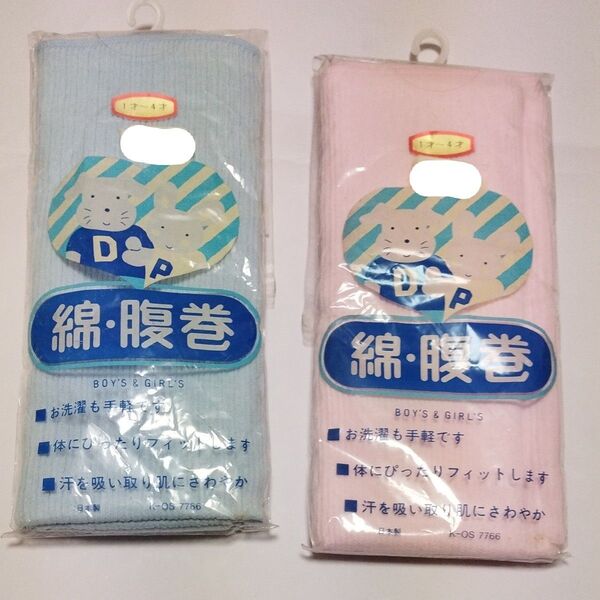 1才～4才
D
P
綿・腹巻
BOY'S & GIRL'S
■お洗濯も手軽です
■体にぴったりフィットします
■汗を吸い取り肌にさわやか
日本製 K-OS 7766
1才～4才
D
P
綿・腹巻
BOY'S & GIRL'S
■お洗濯も手軽です
■体にぴったりフィットします
■汗を吸い取り肌にさわやか
日本製 K-OS 7766